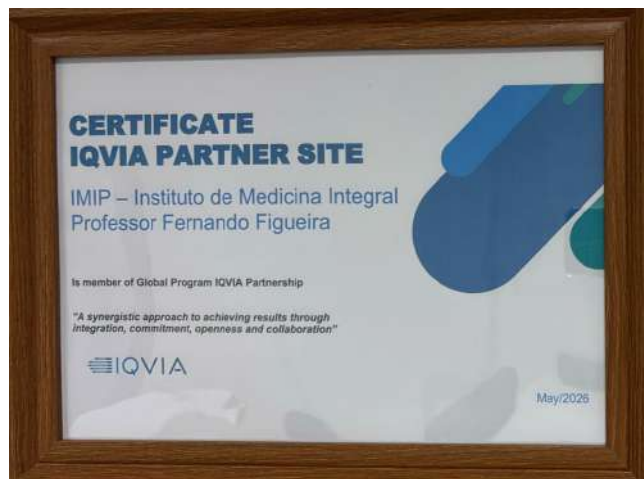 CERTIFICATE
IQVIA PARTNER SITE
IMIP – Instituto de Medicina Integral
Professor Fernando Figueira
Is member of Global Program IQVIA Partnership
"A synergistic approach to achieving results through
integration, commitment, openness and collaboration"
IQVIA
May/2026